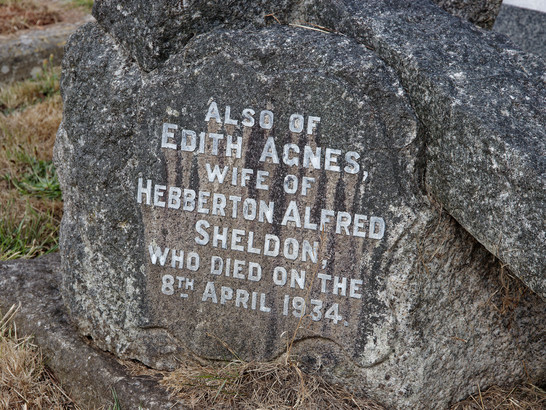 ALSO OF
EDITH AGNES,
WIFE OF
HEBBERTON ALFRED
SHELDON,
WHO DIED ON THE
8TH APRIL 1934.